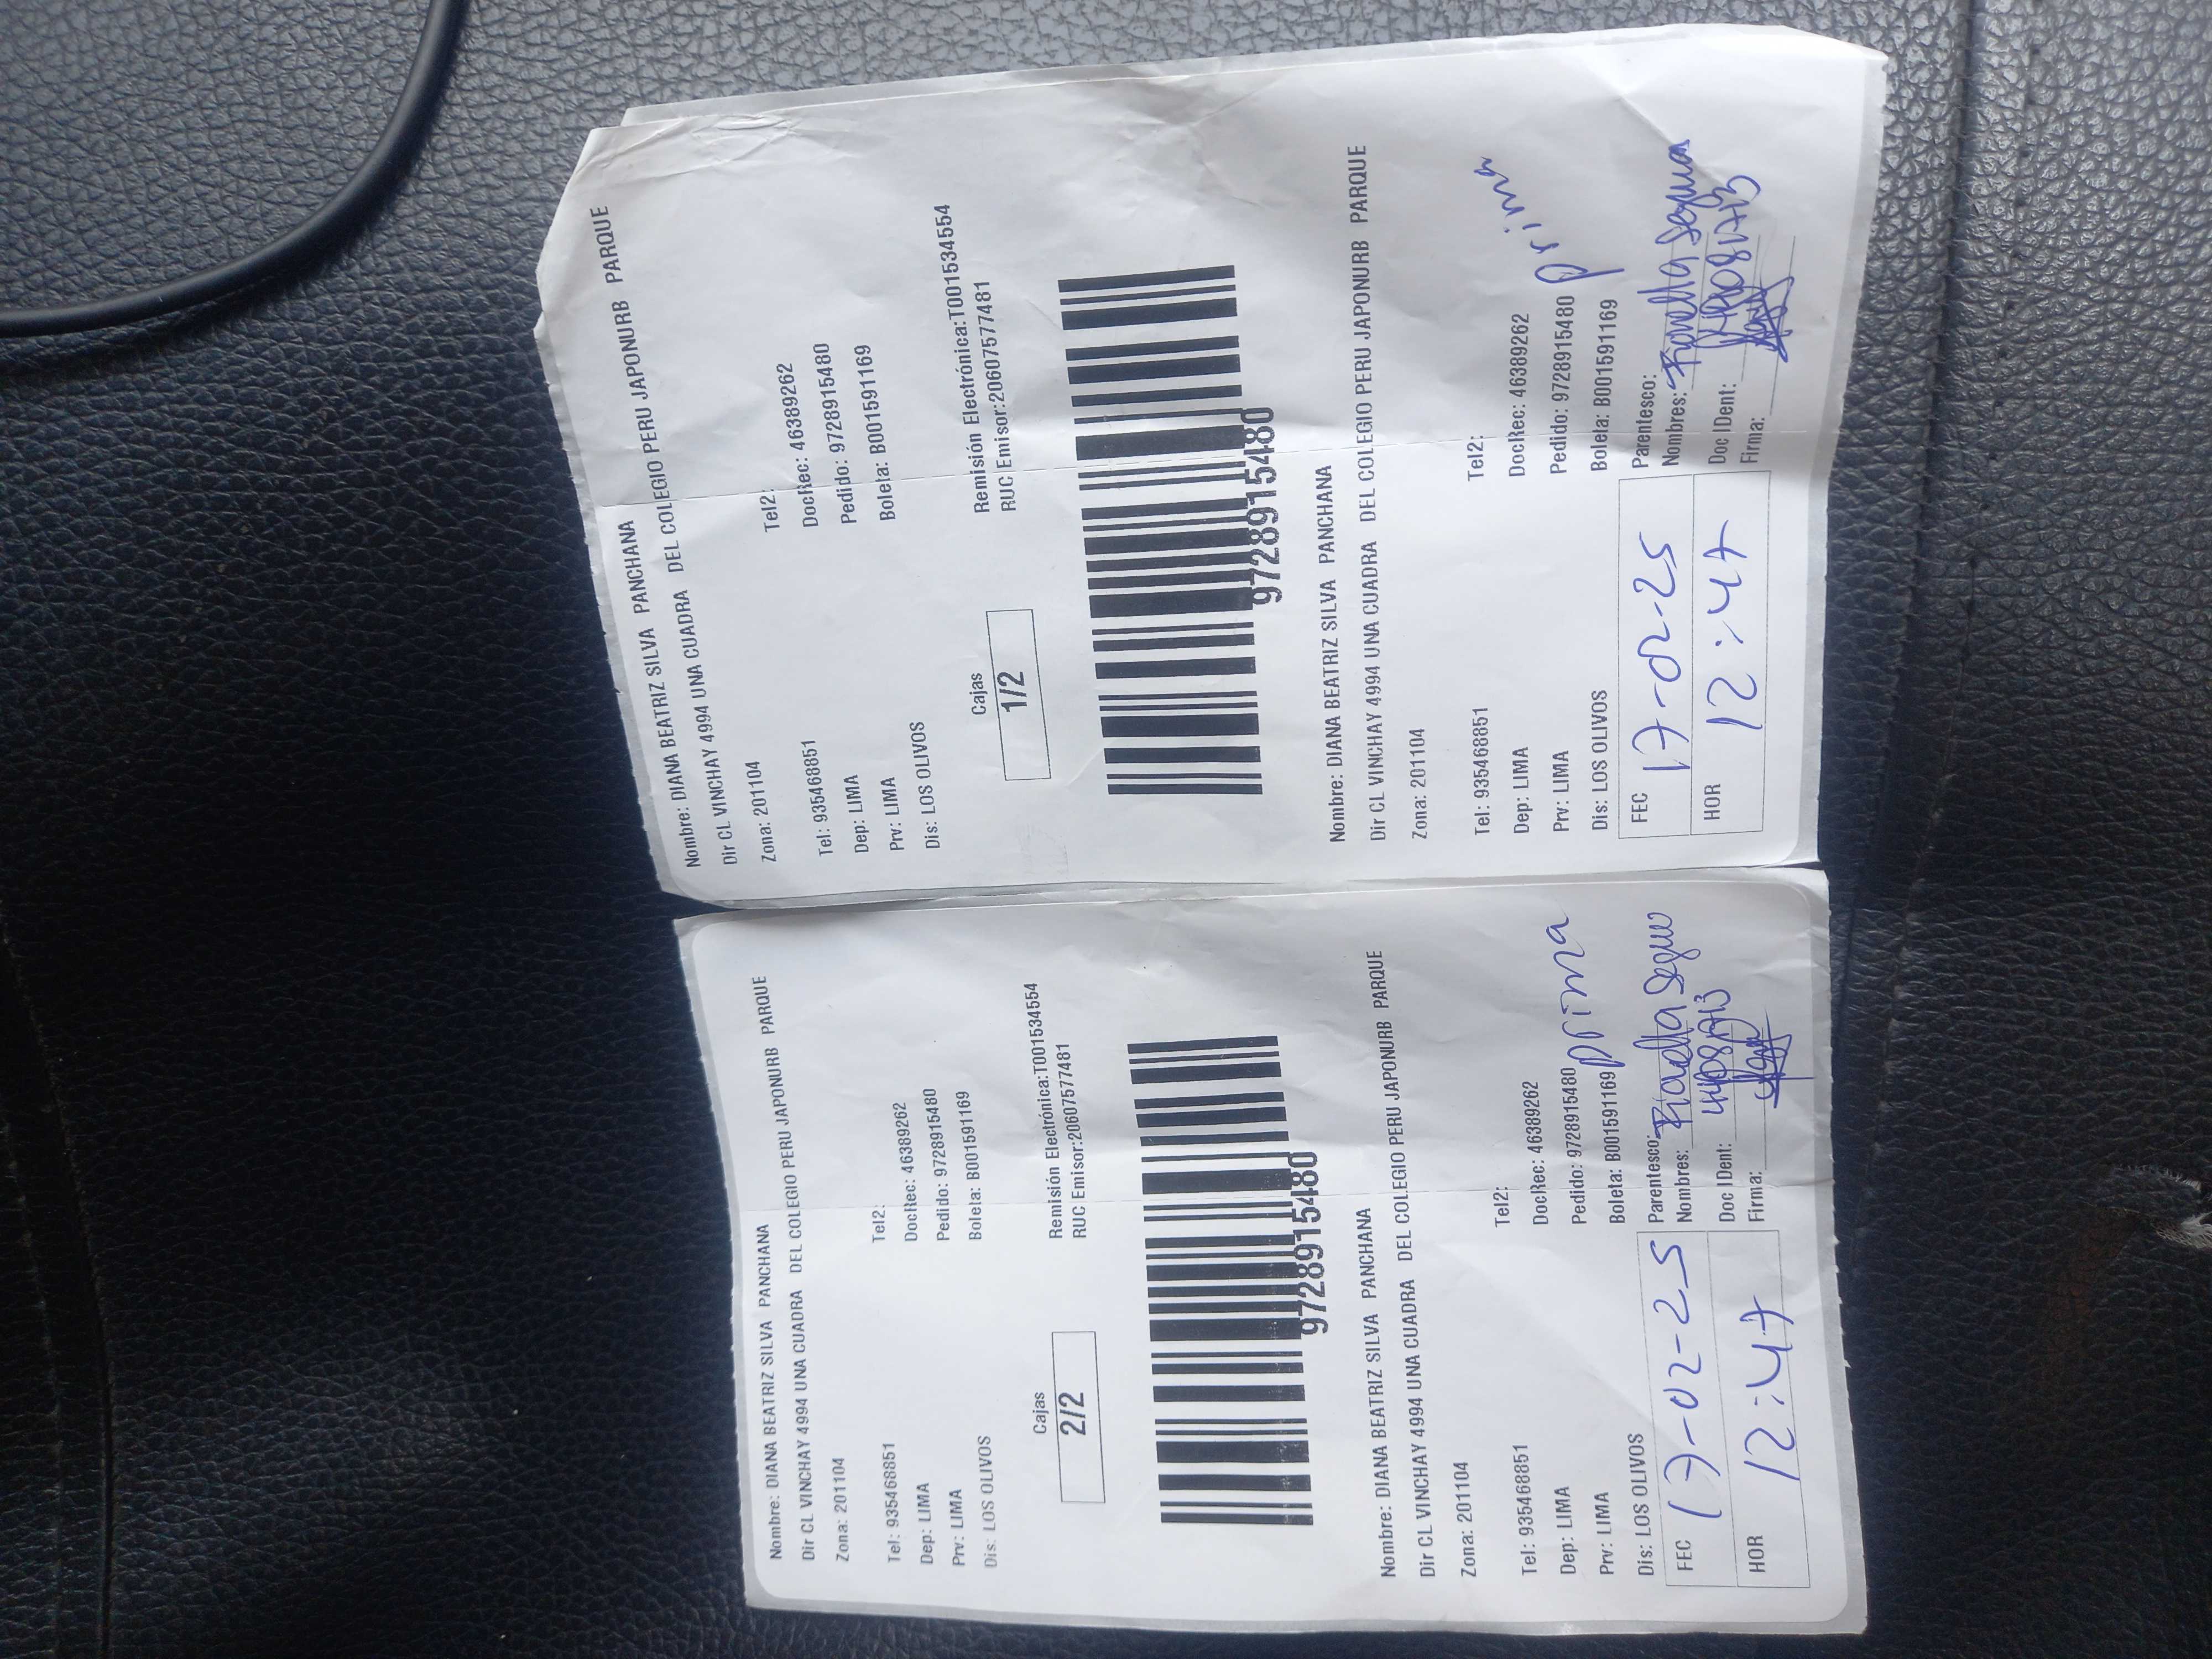 Nombre: DIANA BEATRIZ SILVA PANCHANA
Dir CL VINCHAY 4994 UNA CUADRA DEL COLEGIO PERU JAPONURB PARQUE
Zona: 201104
Tel2:
Tel: 935468851
DocRec: 46389262
Dep: LIMA
Pedido: 9728915480
Prv: LIMA
Boleta: B001591169
Dis: LOS OLIVOS
Cajas
2/2
Remisión Electrónica:T001534554
RUC Emisor:20607577481
9728915480
Nombre: DIANA BEATRIZ SILVA PANCHANA
Dir CL VINCHAY 4994 UNA CUADRA DEL COLEGIO PERU JAPONURB PARQUE
Zona: 201104
Tel2:
Tel: 935468851
DocRec: 46389262
Dep: LIMA
Pedido: 9728915480
Prv: LIMA
Boleta: B001591169
prima
Dis: LOS OLIVOS
Parentesco:
FEC 17-02-25
Nombres:
Doc IDent:
HOR 12:47
Firma:
Nombre: DIANA BEATRIZ SILVA PANCHANA
Dir CL VINCHAY 4994 UNA CUADRA DEL COLEGIO PERU JAPONURB PARQUE
Zona: 201104
Tel2:
Tel: 935468851
DocRec: 46389262
Dep: LIMA
Pedido: 9728915480
Prv: LIMA
Boleta: B001591169
Dis: LOS OLIVOS
Cajas
1/2
Remisión Electrónica:T001534554
RUC Emisor:20607577481
9728915480
Nombre: DIANA BEATRIZ SILVA PANCHANA
Dir CL VINCHAY 4994 UNA CUADRA DEL COLEGIO PERU JAPONURB PARQUE
Zona: 201104
Tel2:
Tel: 935468851
DocRec: 46389262
Dep: LIMA
Pedido: 9728915480
prima
Prv: LIMA
Boleta: B001591169
Dis: LOS OLIVOS
Parentesco:
FEC 17-02-25
Nombres:
Doc IDent:
HOR 12:47
Firma: